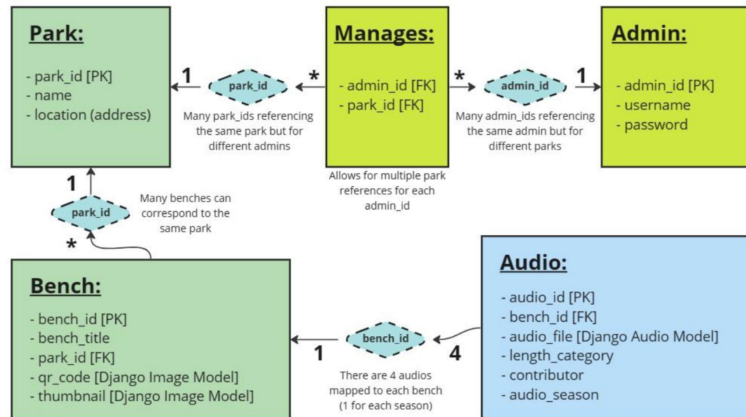 Park:
- park_id [PK]
- name
- location (address)
1
park_id
*
Many park_ids referencing
the same park but for
different admins
Manages:
- admin_id [FK]
- park_id [FK]
Allows for multiple park
references for each
admin_id
*
admin_id
1
Many admin_ids referencing
the same admin but for
different parks
Admin:
- admin_id [PK]
- username
- password
1
park_id
*
Many benches can
correspond to the
same park
Bench:
- bench_id [PK]
- bench_title
- park_id [FK]
- qr_code [Django Image Model]
- thumbnail [Django Image Model]
1
bench_id
4
There are 4 audios
mapped to each bench
(1 for each season)
Audio:
- audio_id [PK]
- bench_id [FK]
- audio_file [Django Audio Model]
- length_category
- contributor
- audio_season